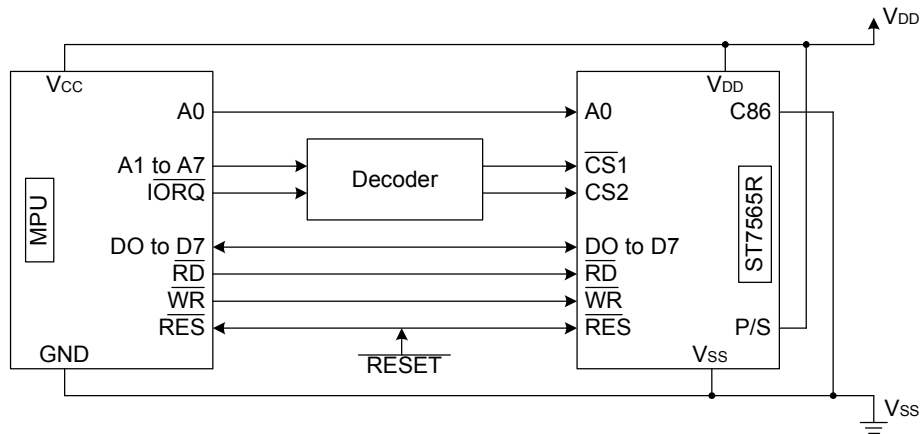 VDD
VCC
VDD
A0
A0
C86
A1 to A7
Decoder
CS1
IORQ
CS2
MPU
ST7565R
DO to D7
DO to D7
RD
RD
WR
WR
RES
RES
P/S
GND
RESET
VSS
VSS